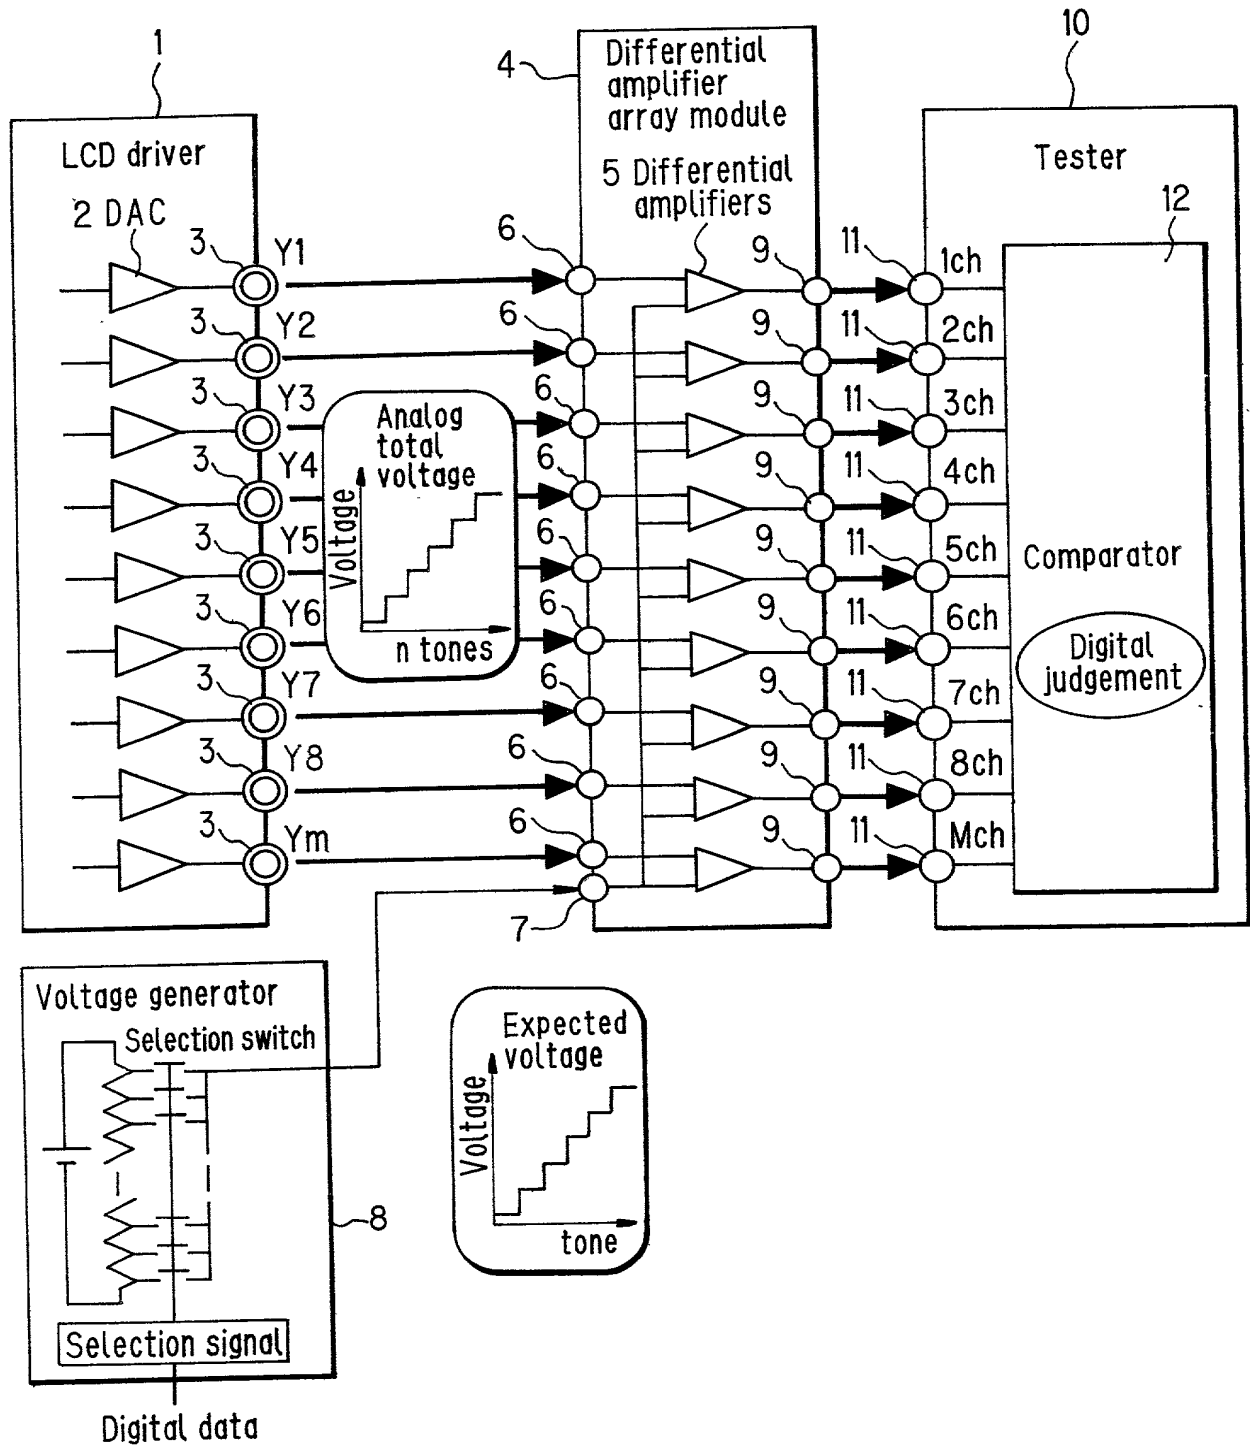 1
4
10
LCD driver
Differential
amplifier
array module
Tester
2 DAC
5 Differential
amplifiers
12
3 Y1 6 9 11 1ch
3 Y2 6 9 11 2ch
3 Y3 6 9 11 3ch
3 Y4 6 9 11 4ch
3 Y5 6 9 11 5ch
3 Y6 6 9 11 6ch
3 Y7 6 9 11 7ch
3 Y8 6 9 11 8ch
3 Ym 6 9 11 Mch
Analog
total
voltage
Voltage
n tones
Comparator
Digital
judgement
7
Voltage generator
Selection switch
8
Selection signal
Digital data
Expected
voltage
Voltage
tone